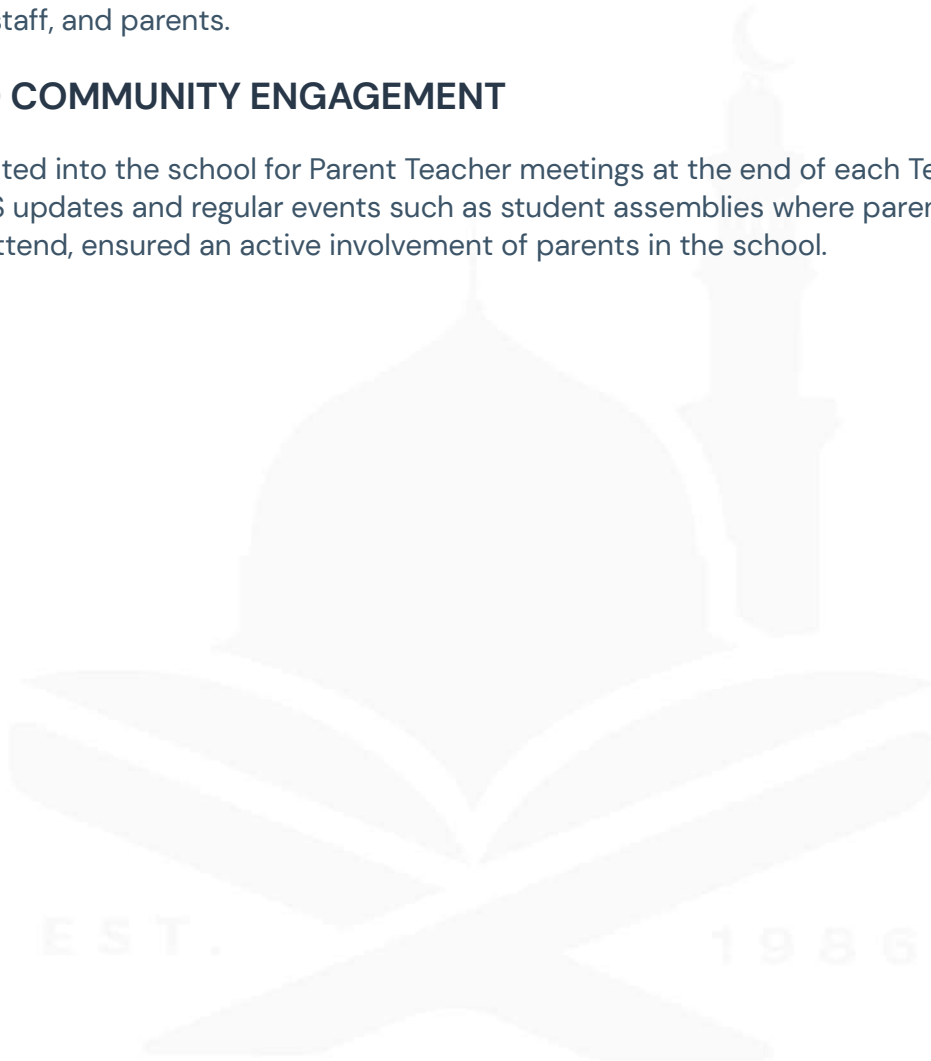 staff, and parents.
COMMUNITY ENGAGEMENT
ted into the school for Parent Teacher meetings at the end of each Te
S updates and regular events such as student assemblies where paren
ttend, ensured an active involvement of parents in the school.
EST. 1986